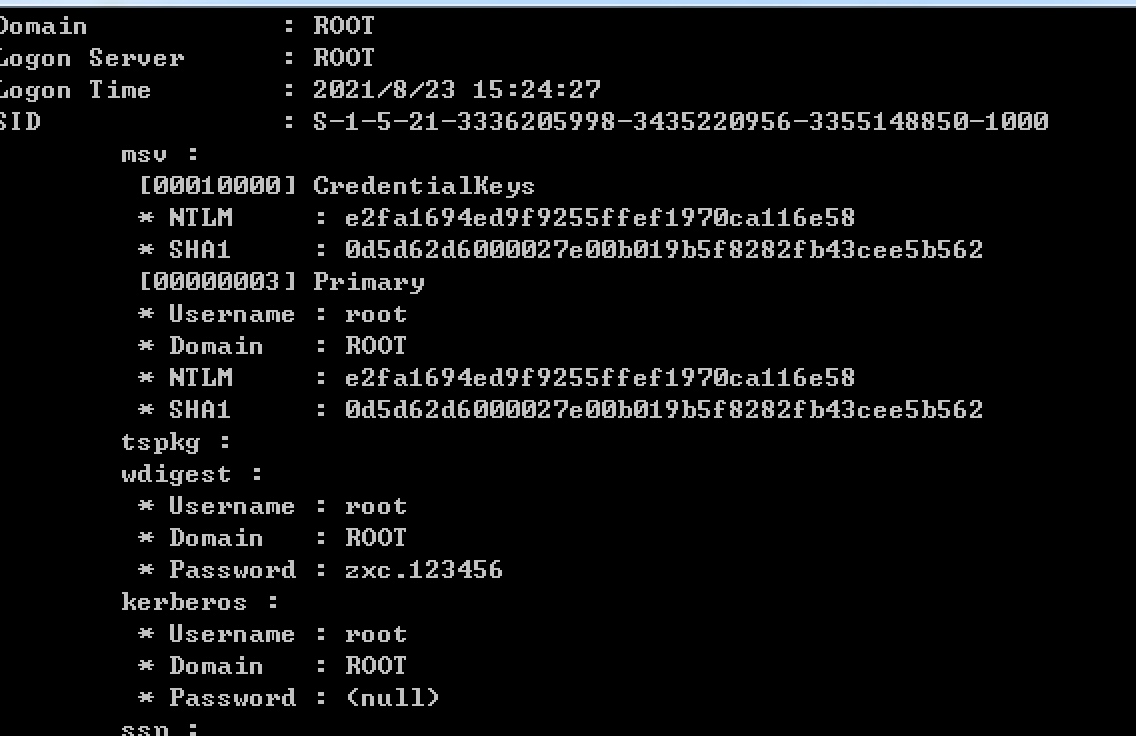 Domain : ROOT
Logon Server : ROOT
Logon Time : 2021/8/23 15:24:27
SID : S-1-5-21-3336205998-3435220956-3355148850-1000
msv :
[00010000] CredentialKeys
* NTLM : e2fa1694ed9f9255ffef1970ca116e58
* SHA1 : 0d5d62d6000027e00b019b5f8282fb43cee5b562
[00000003] Primary
* Username : root
* Domain : ROOT
* NTLM : e2fa1694ed9f9255ffef1970ca116e58
* SHA1 : 0d5d62d6000027e00b019b5f8282fb43cee5b562
tspkg :
wdigest :
* Username : root
* Domain : ROOT
* Password : zxc.123456
kerberos :
* Username : root
* Domain : ROOT
* Password : (null)
ssp :